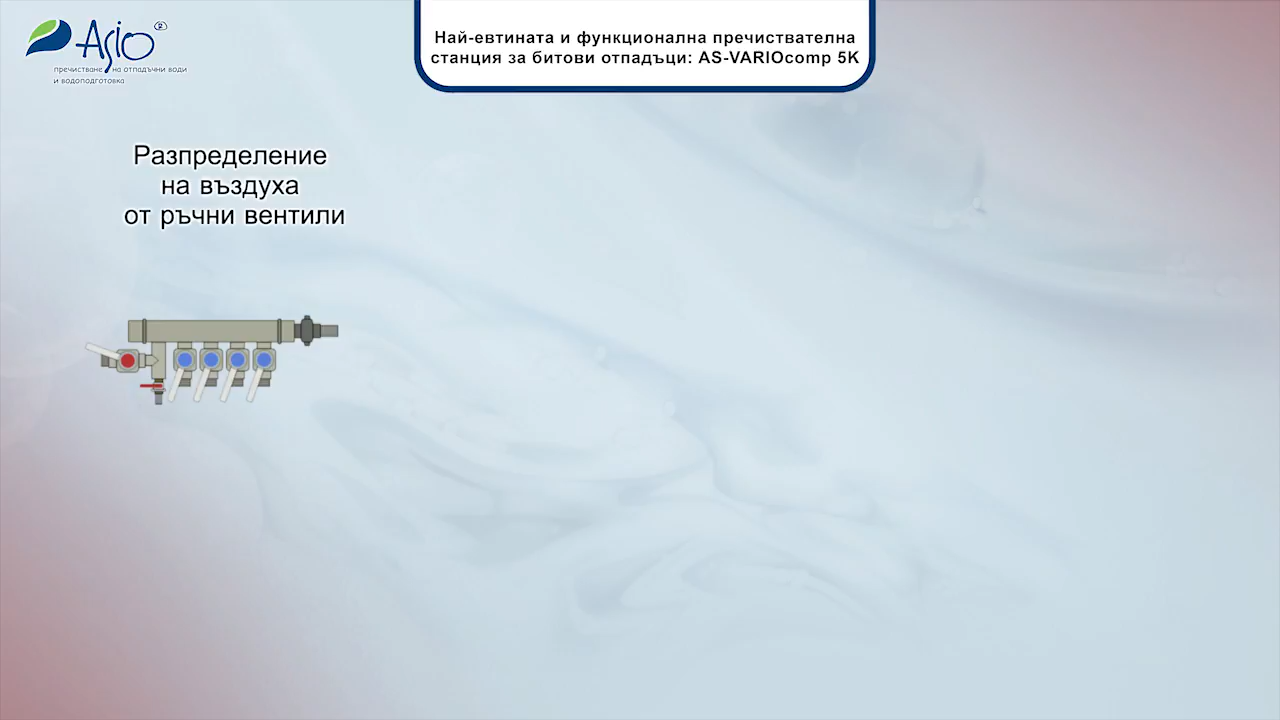 Asio
пречистване на отпадъчни води
и водоподготовка
Най-евтината и функционална пречиствателна
станция за битови отпадъци: AS-VARIOcomp 5K
Разпределение
на въздуха
от ръчни вентили